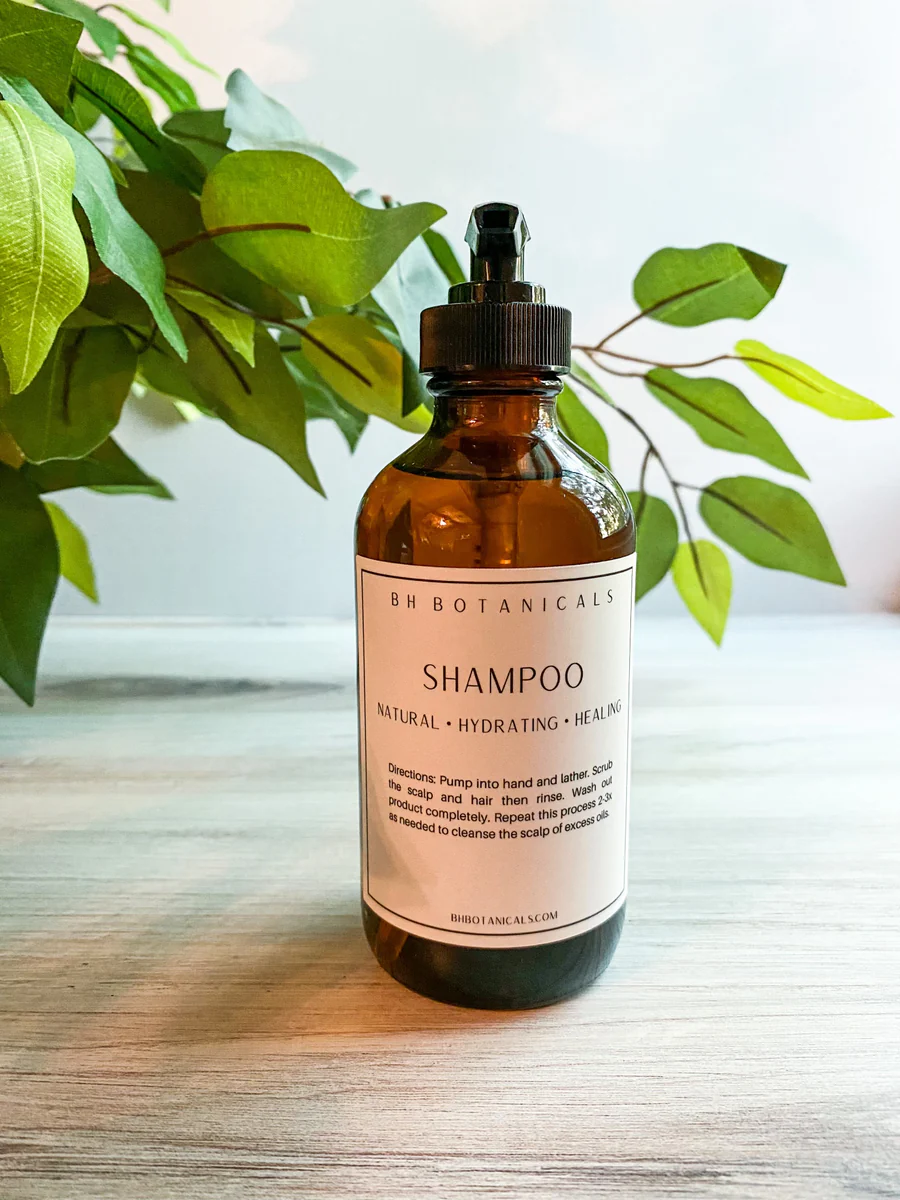 BH BOTANICALS
SHAMPOO
NATURAL • HYDRATING • HEALING
Directions: Pump into hand and lather. Scrub
the scalp and hair then rinse. Wash out
product completely. Repeat this process 2-3x
as needed to cleanse the scalp of excess oils.
BHBOTANICALS.COM